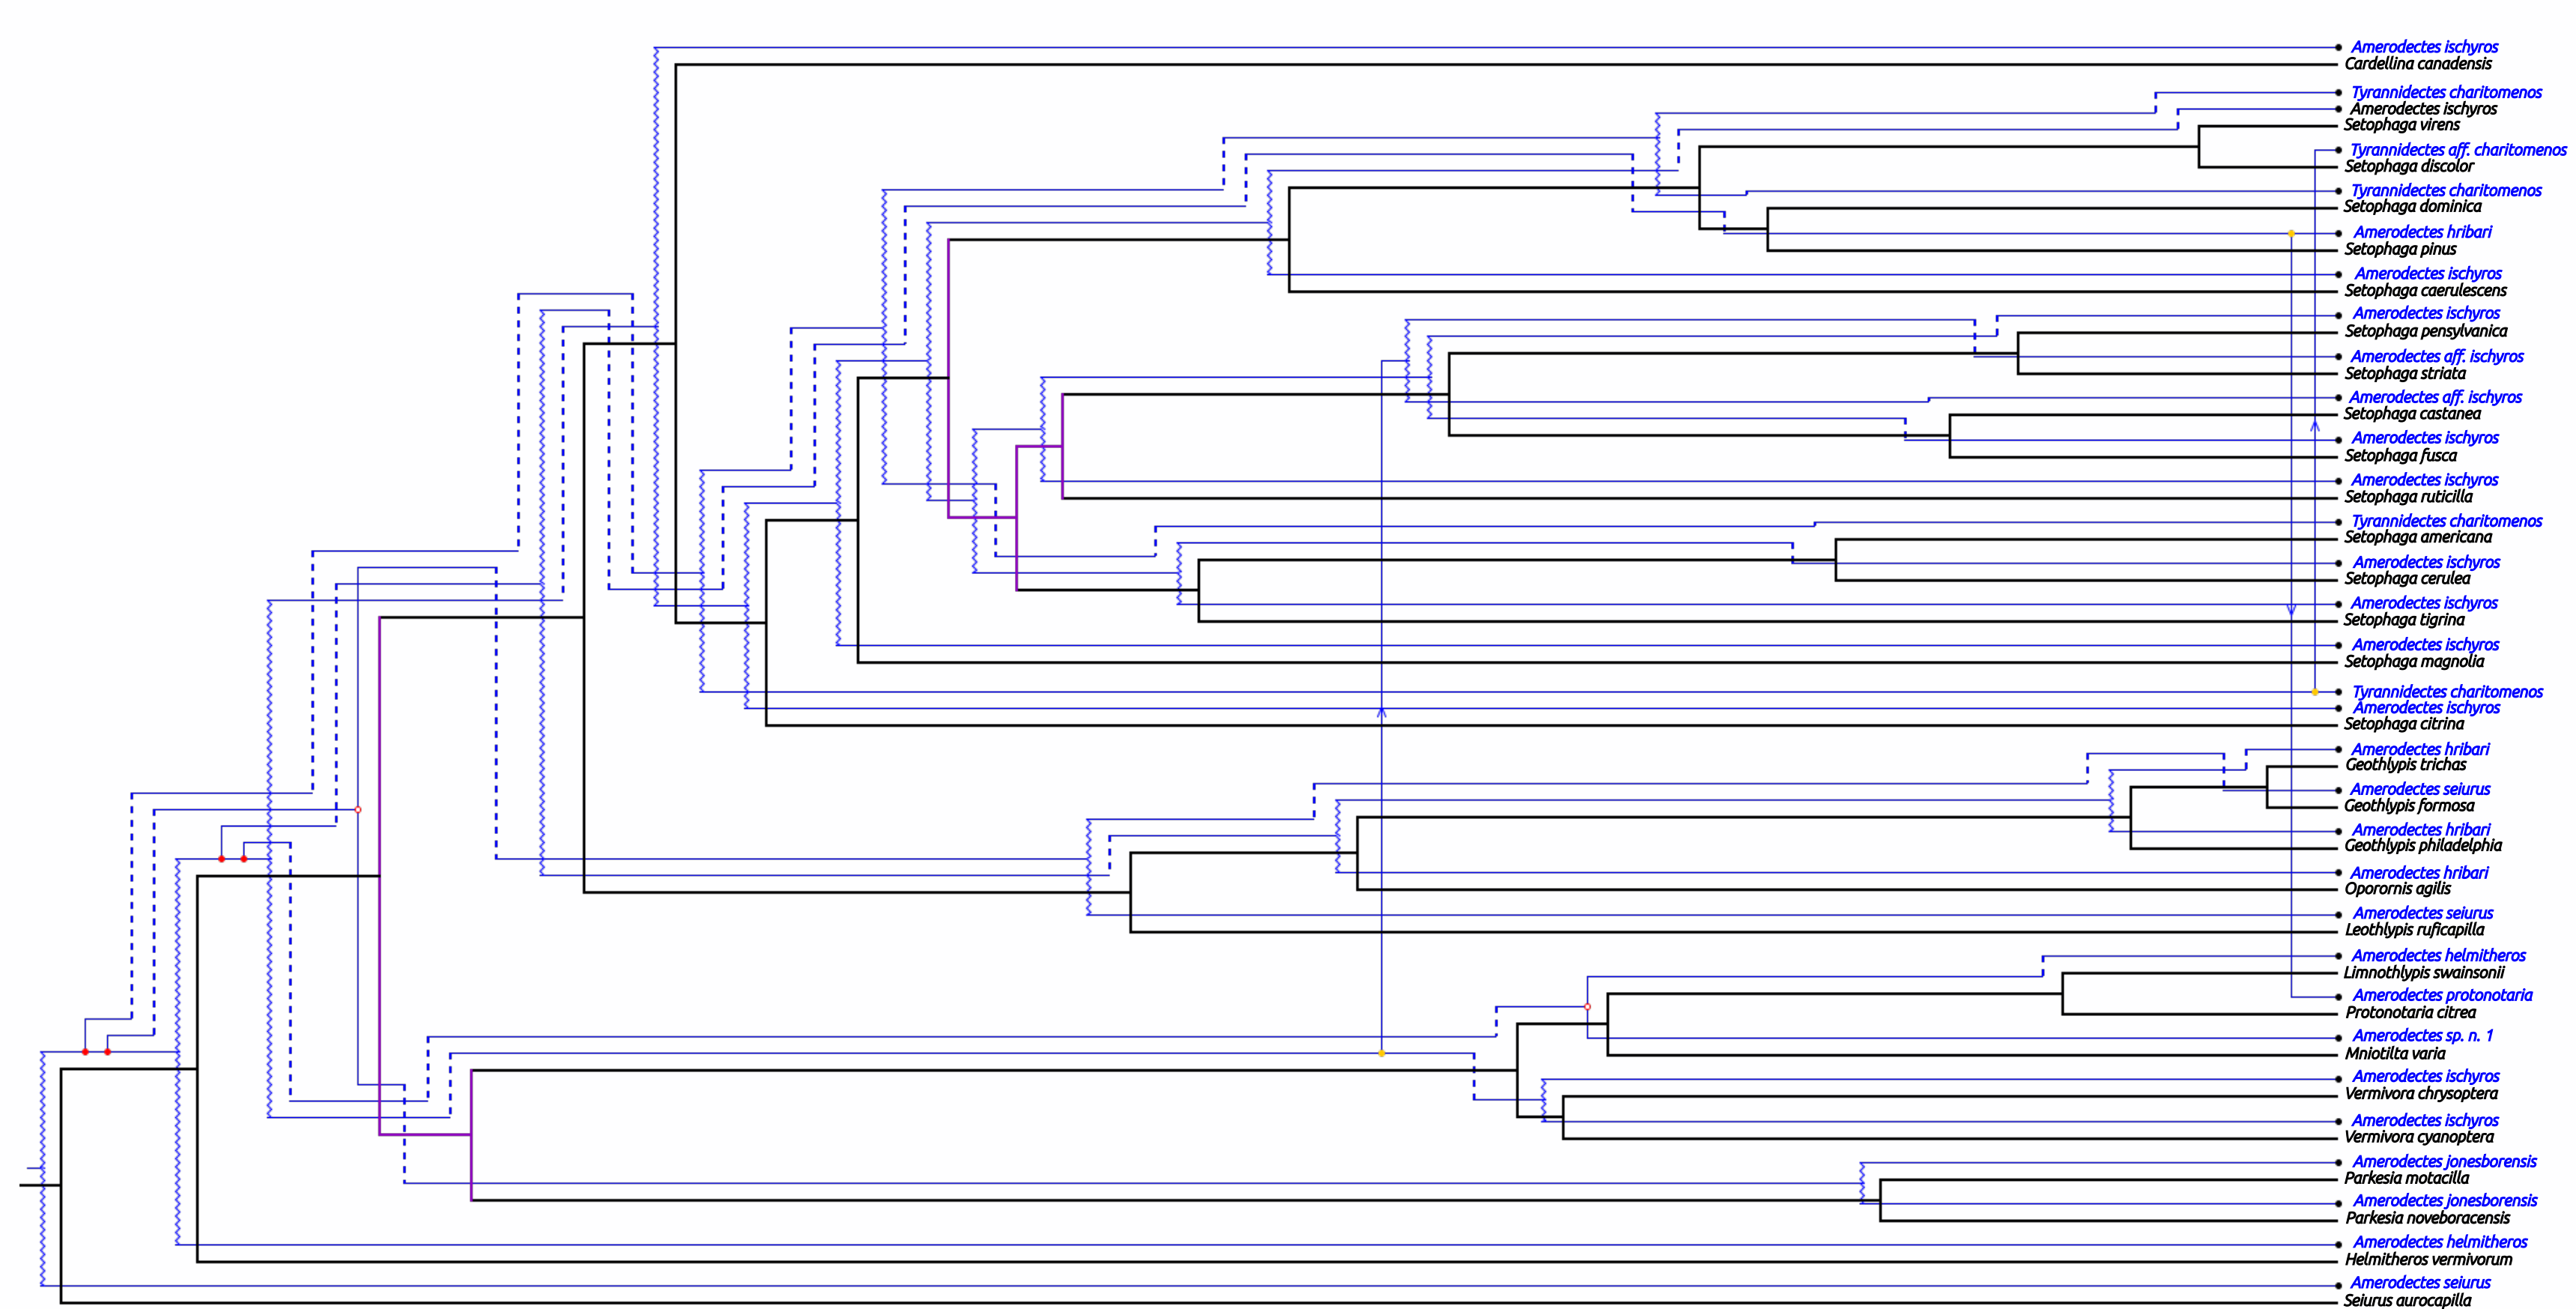 Amerodectes ischyros
Cardellina canadensis
Tyrannidectes charitomenos
Amerodectes ischyros
Setophaga virens
Tyrannidectes aff. charitomenos
Setophaga discolor
Tyrannidectes charitomenos
Setophaga dominica
Amerodectes hribari
Setophaga pinus
Amerodectes ischyros
Setophaga caerulescens
Amerodectes ischyros
Setophaga pensylvanica
Amerodectes aff. ischyros
Setophaga striata
Amerodectes aff. ischyros
Setophaga castanea
Amerodectes ischyros
Setophaga fusca
Amerodectes ischyros
Setophaga ruticilla
Tyrannidectes charitomenos
Setophaga americana
Amerodectes ischyros
Setophaga cerulea
Amerodectes ischyros
Setophaga tigrina
Amerodectes ischyros
Setophaga magnolia
Tyrannidectes charitomenos
Amerodectes ischyros
Setophaga citrina
Amerodectes hribari
Geothlypis trichas
Amerodectes seiurus
Geothlypis formosa
Amerodectes hribari
Geothlypis philadelphia
Amerodectes hribari
Oporornis agilis
Amerodectes seiurus
Leothlypis ruficapilla
Amerodectes helmitheros
Limnothlypis swainsonii
Amerodectes protonotaria
Protonotaria citrea
Amerodectes sp. n. 1
Mniotilta varia
Amerodectes ischyros
Vermivora chrysoptera
Amerodectes ischyros
Vermivora cyanoptera
Amerodectes jonesborensis
Parkesia motacilla
Amerodectes jonesborensis
Parkesia noveboracensis
Amerodectes helmitheros
Helmitheros vermivorum
Amerodectes seiurus
Seiurus aurocapilla